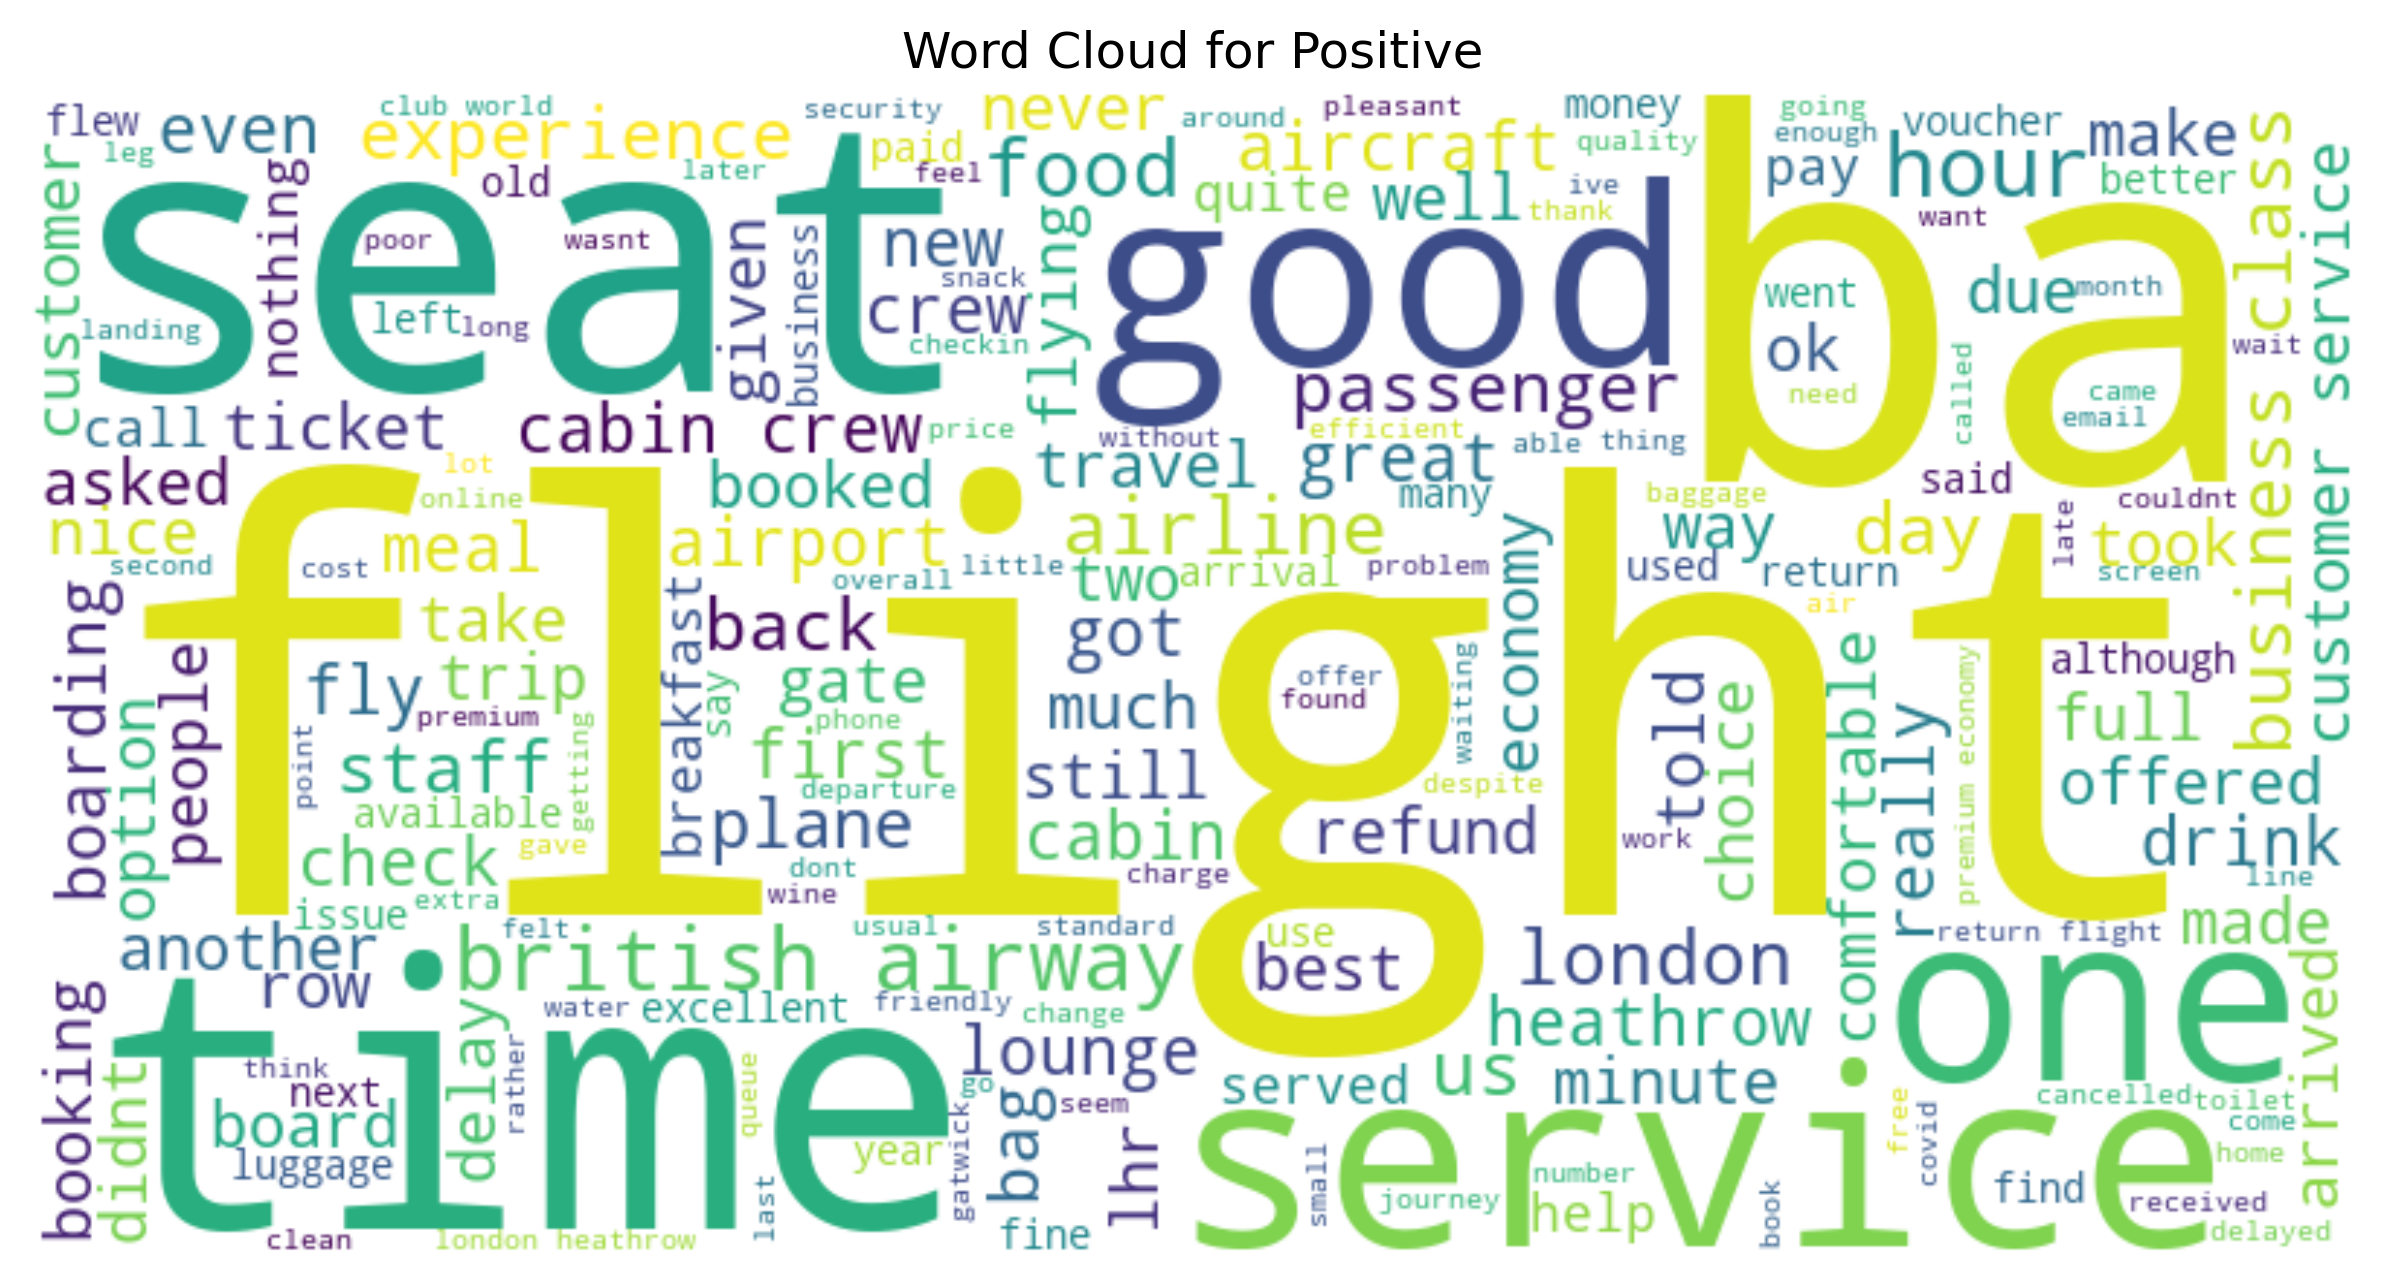 Word Cloud for Positive
flew
even
club world
experience
security
never
around
pleasant
money
going
enough
voucher
make
leg
nothing
old
later
paid
feel
food
aircraft
quality
pay
hour
better
customer
seat
poor
wasnt
given
business
new
snack
crew
checkin
flying
quite
well
ive
thank
good
ba
want
went
ok
need
due
month
called
came
email
wait
business class
customer service
landing
left
long
call
ticket
cabin crew
price
without
passenger
efficient
able
thing
asked
lot
online
booked
travel
great
many
baggage
said
couldnt
nice
meal
airport
airline
way
day
late
took
second
cost
overall
little
two
arrival
problem
economy
used
return
air
screen
flight
boarding
people
option
take
breakfast
back
got
fly
trip
premium
say
gate
phone
much
offer
found
waiting
told
choice
comfortable
really
premium economy
although
full
point
staff
getting
first
still
despite
offered
available
departure
check
gave
plane
cabin
refund
work
drink
dont
wine
charge
line
issue
extra
another
felt
usual
standard
use
best
london
return flight
made
british airway
row
booking
didnt
delay
water
excellent
friendly
change
heathrow
one
arrived
time
think
next
rather
board
luggage
queue
year
lounge
go
gatwick
bag
seem
lhr
served
us
minute
service
free
covid
cancelled
toilet
come
home
small
number
journey
help
book
find
received
delayed
clean
london heathrow
last
fine